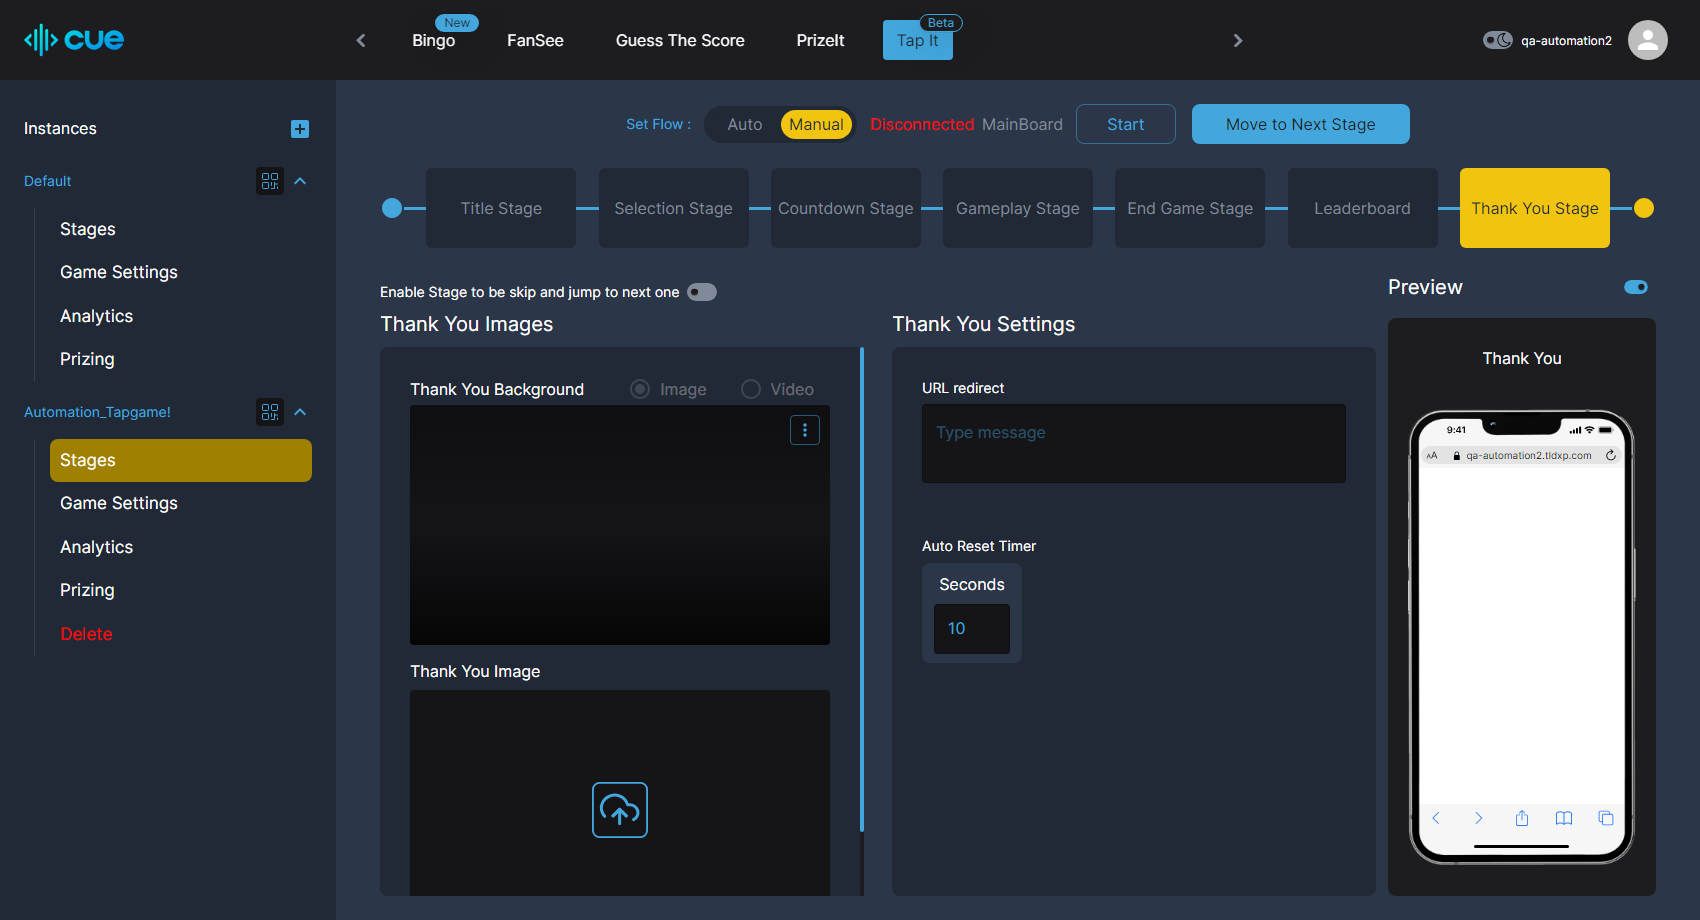 cue
New
Bingo
FanSee
Guess The Score
PrizeIt
Beta
Tap It
qa-automation2
Instances
Default
Stages
Game Settings
Analytics
Prizing
Automation_Tapgame!
Stages
Game Settings
Analytics
Prizing
Delete
Set Flow :
Auto
Manual
Disconnected MainBoard
Start
Move to Next Stage
Title Stage
Selection Stage
Countdown Stage
Gameplay Stage
End Game Stage
Leaderboard
Thank You Stage
Enable Stage to be skip and jump to next one
Thank You Images
Thank You Background
Image
Video
Thank You Image
Thank You Settings
URL redirect
Type message
Auto Reset Timer
Seconds
10
Preview
Thank You
9:41
AA
qa-automation2.tldxp.com